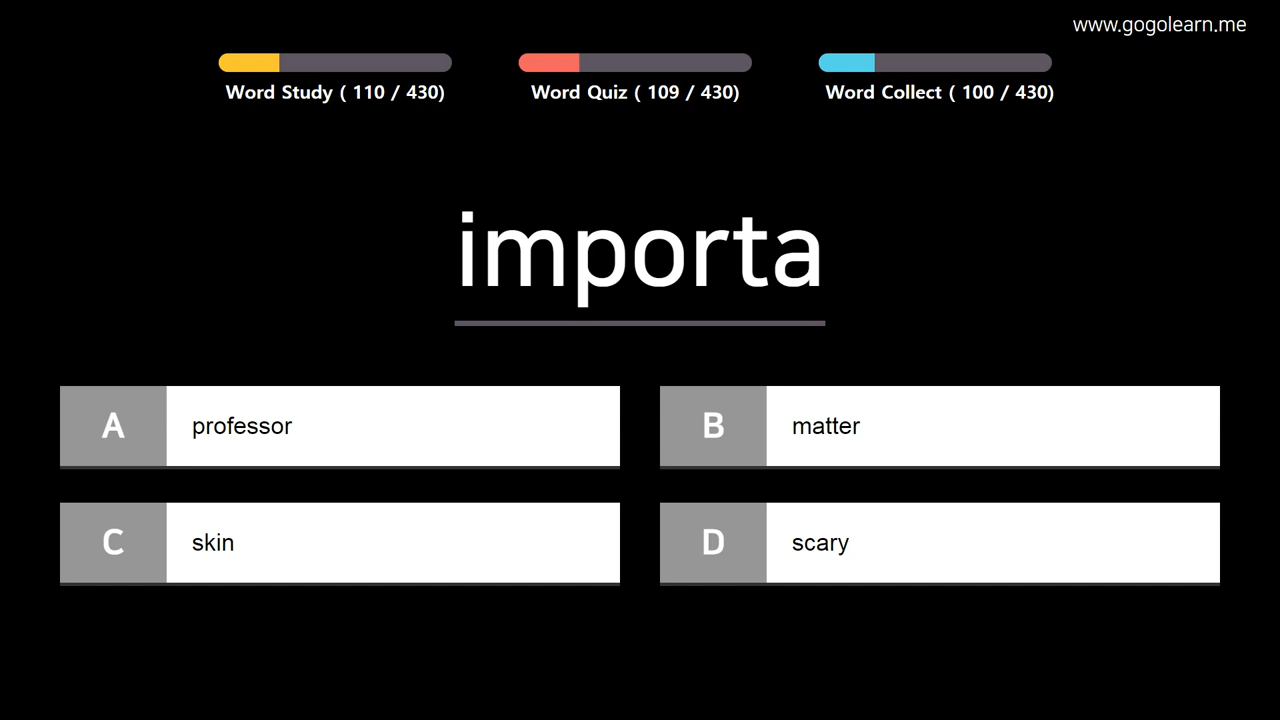 www.gogolearn.me
Word Study ( 110 / 430)
Word Quiz ( 109 / 430)
Word Collect ( 100 / 430)
importa
A professor
B matter
C skin
D scary